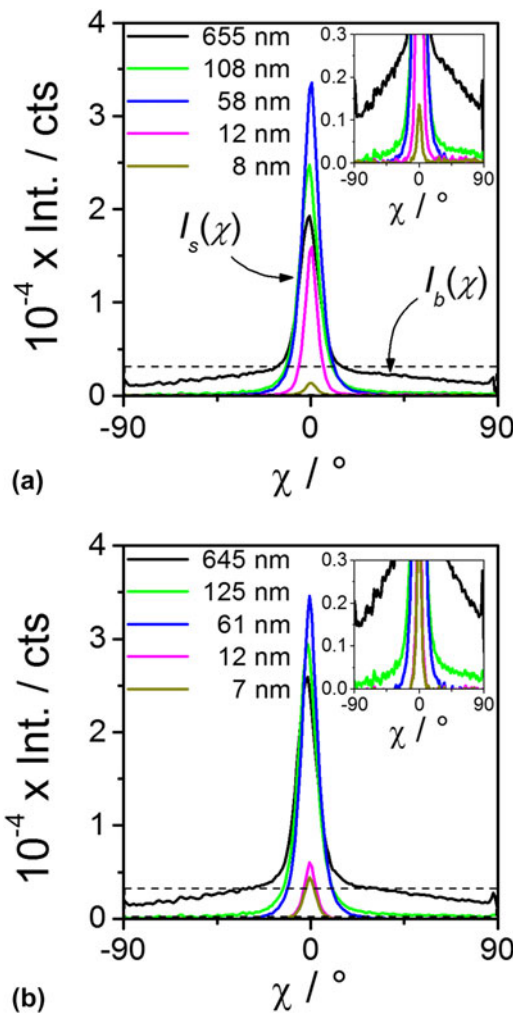 4
3
2
1
0
10⁻⁴ x Int. / cts
655 nm
108 nm
58 nm
12 nm
8 nm
0.3
0.2
0.1
0.0
-90 0 90
χ / °
I_s(χ)
I_b(χ)
-90 0 90
χ / °
(a)
4
3
2
1
0
10⁻⁴ x Int. / cts
645 nm
125 nm
61 nm
12 nm
7 nm
0.3
0.2
0.1
0.0
-90 0 90
χ / °
-90 0 90
χ / °
(b)